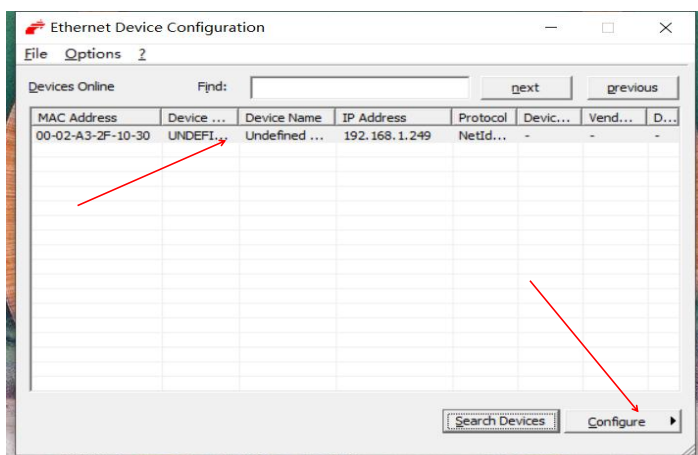 Ethernet Device Configuration
File Options ?
Devices Online Find: next previous
MAC Address Device ... Device Name IP Address Protocol Devic... Vend... D...
00-02-A3-2F-10-30 UNDEFI... Undefined ... 192.168.1.249 NetId... - - -
Search Devices Configure